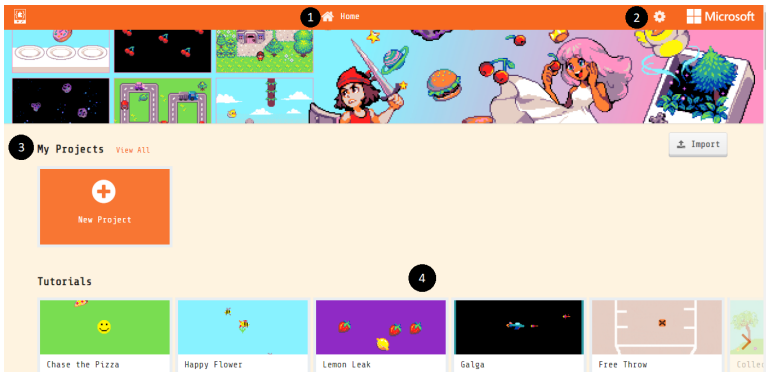 1 Home 2 Microsoft
3 My Projects View All Import
New Project
4
Tutorials
Chase the Pizza Happy Flower Lemon Leak Galga Free Throw Collec